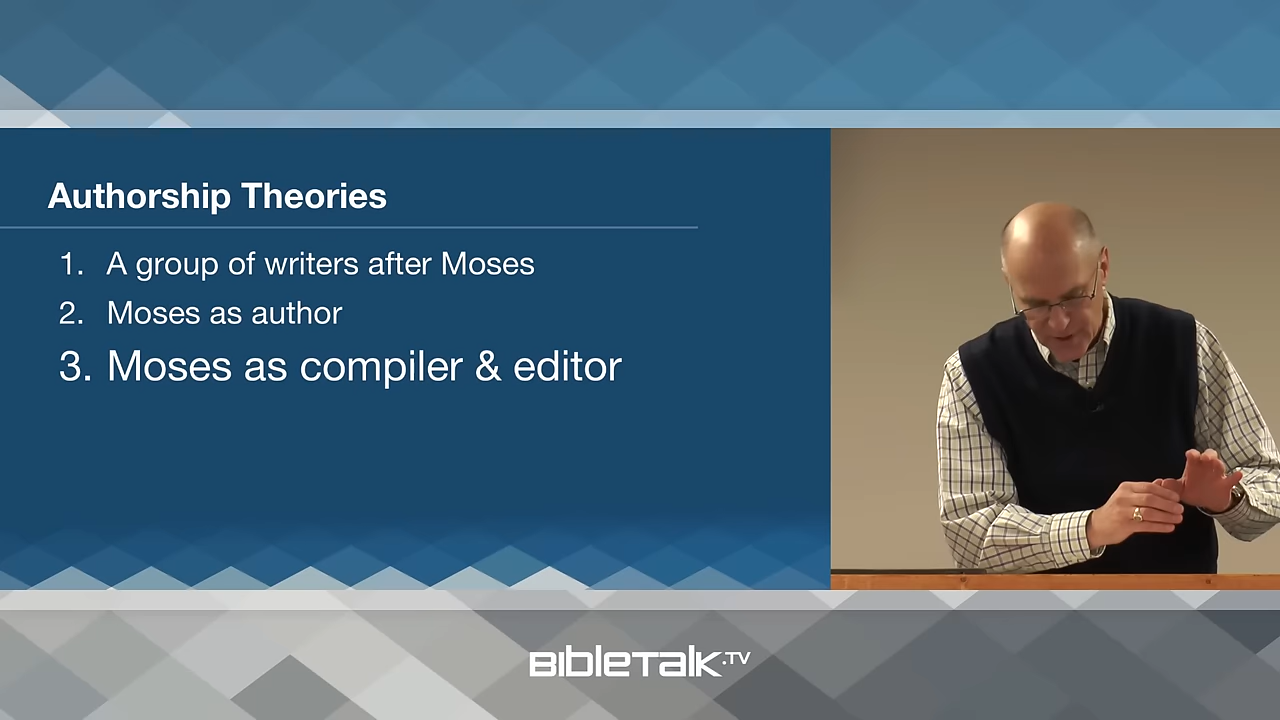 Authorship Theories
1. A group of writers after Moses
2. Moses as author
3. Moses as compiler & editor
BIBLETALK.TV